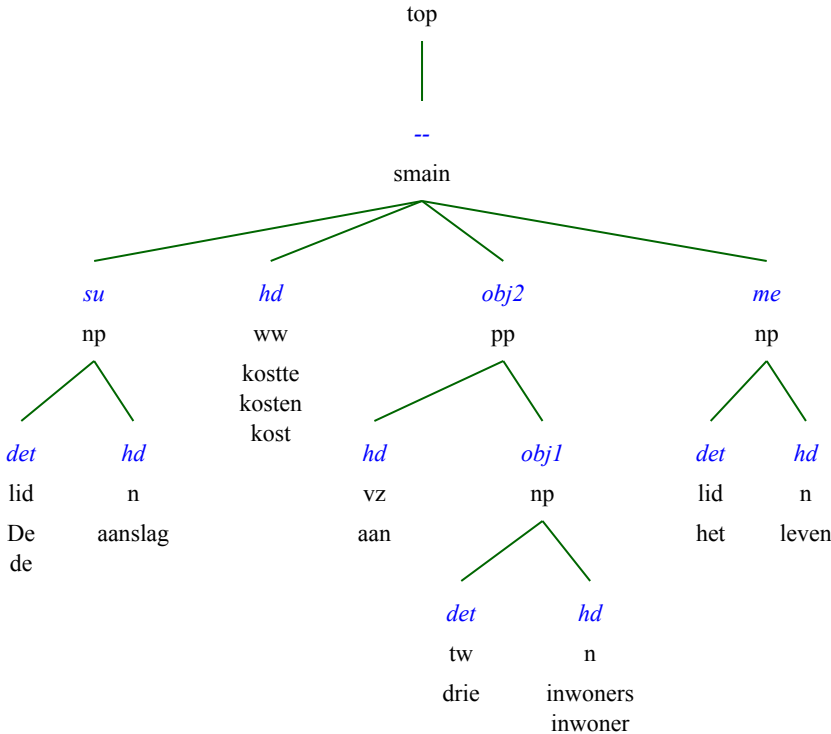 top
--
smain
su hd obj2 me
np ww pp np
kostte
kosten
kost
det hd hd obj1 det hd
lid n vz np lid n
De aanslag aan het leven
de
det hd
tw n
drie inwoners
inwoner